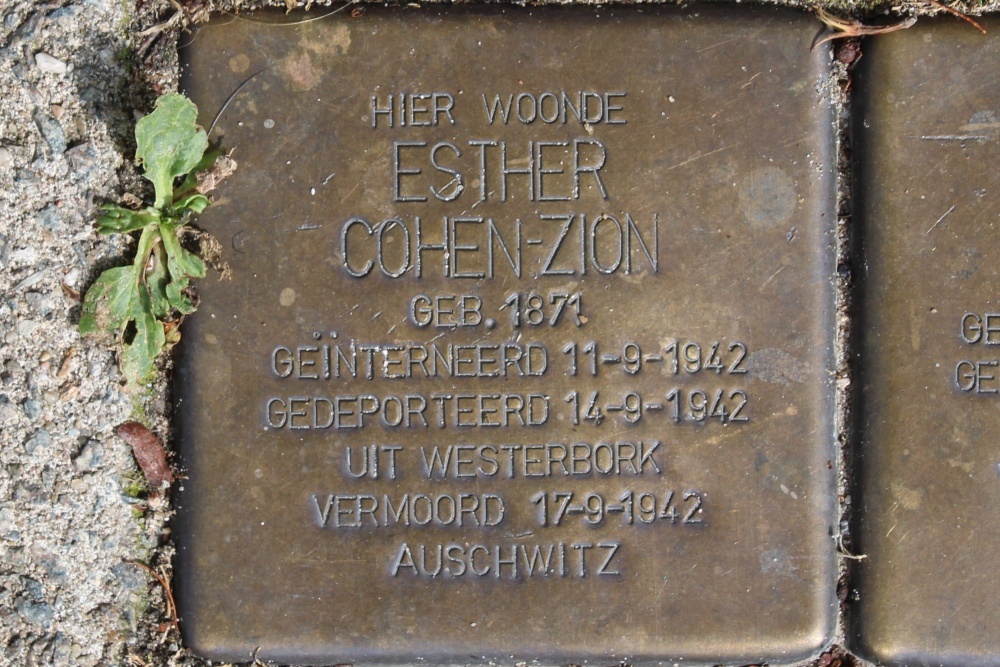 HIER WOONDE
ESTHER
COHEN-ZION
GEB. 1871
GEÏNTERNEERD 11-9-1942
GEDEPORTEERD 14-9-1942
UIT WESTERBORK
VERMOORD 17-9-1942
AUSCHWITZ
GE
GE